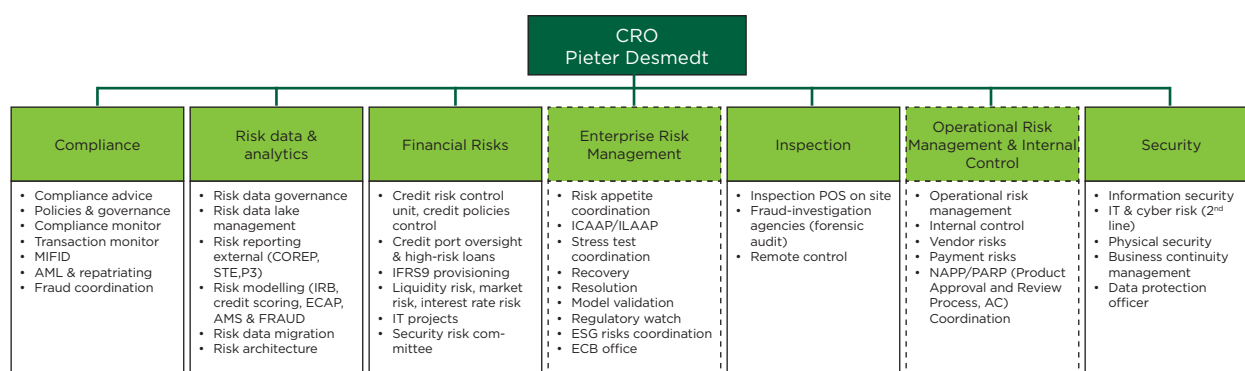 CRO
Pieter Desmedt
Compliance
• Compliance advice
• Policies & governance
• Compliance monitor
• Transaction monitor
• MIFID
• AML & repatriating
• Fraud coordination
Risk data &
analytics
• Risk data governance
• Risk data lake
management
• Risk reporting
external (COREP,
STE,P3)
• Risk modelling (IRB,
credit scoring, ECAP,
AMS & FRAUD
• Risk data migration
• Risk architecture
Financial Risks
• Credit risk control
unit, credit policies
control
• Credit port oversight
& high-risk loans
• IFRS9 provisioning
• Liquidity risk, market
risk, interest rate risk
• IT projects
• Security risk com-
mittee
Enterprise Risk
Management
• Risk appetite
coordination
• ICAAP/ILAAP
• Stress test
coordination
• Recovery
• Resolution
• Model validation
• Regulatory watch
• ESG risks coordination
• ECB office
Inspection
• Inspection POS on site
• Fraud-investigation
agencies (forensic
audit)
• Remote control
Operational Risk
Management & Internal
Control
• Operational risk
management
• Internal control
• Vendor risks
• Payment risks
• NAPP/PARP (Product
Approval and Review
Process, AC)
Coordination
Security
• Information security
• IT & cyber risk (2nd
line)
• Physical security
• Business continuity
management
• Data protection
officer